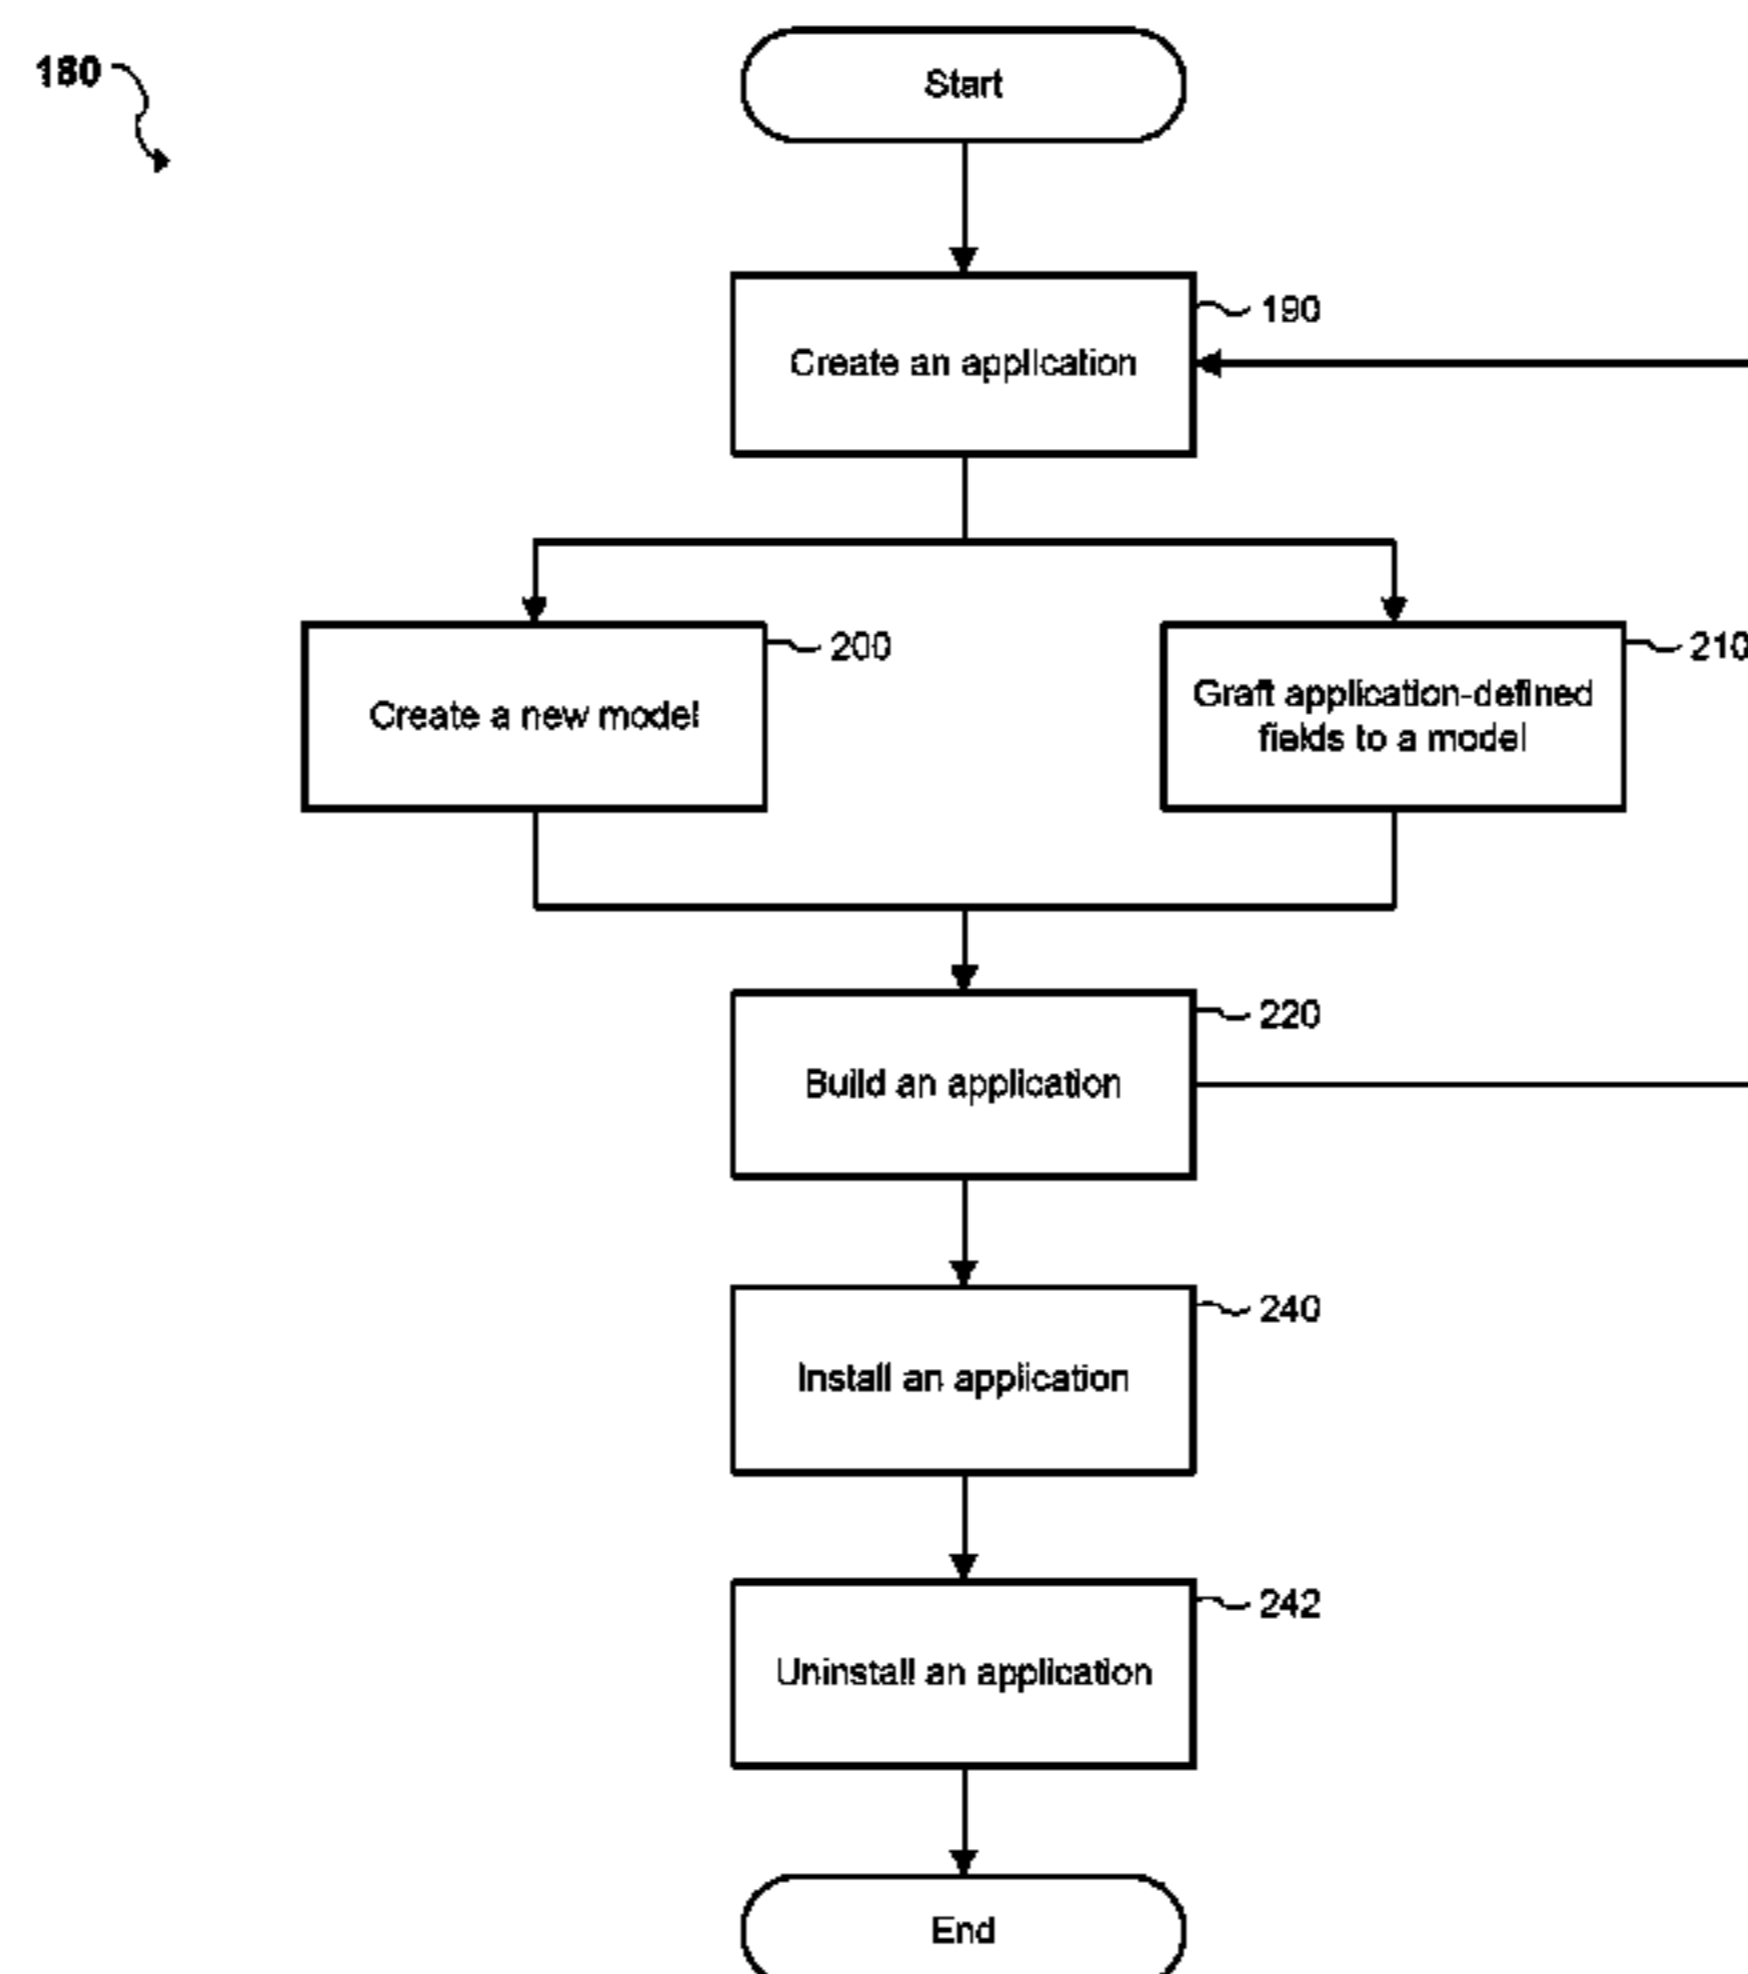 180
Start
190
Create an application
200
210
Create a new model
Graft application-defined
fields to a model
220
Build an application
240
Install an application
242
Uninstall an application
End